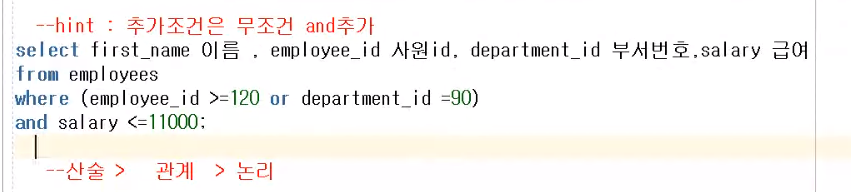 --hint : 추가조건은 무조건 and추가
select first_name 이름 , employee_id 사원id, department_id 부서번호,salary 급여
from employees
where (employee_id >=120 or department_id =90)
and salary <=11000;
--산술 > 관계 > 논리